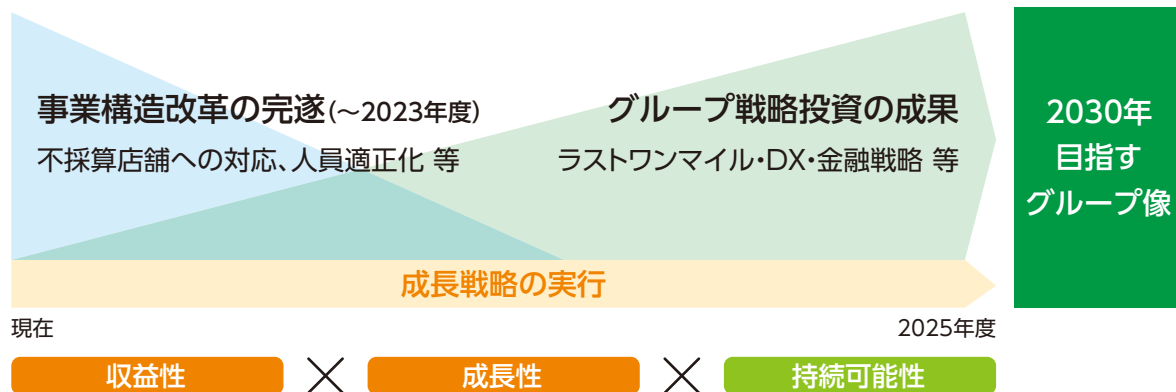 事業構造改革の完遂(～2023年度)
不採算店舗への対応、人員適正化 等
グループ戦略投資の成果
ラストワンマイル・DX・金融戦略 等
2030年
目指す
グループ像
成長戦略の実行
現在
2025年度
収益性 × 成長性 × 持続可能性